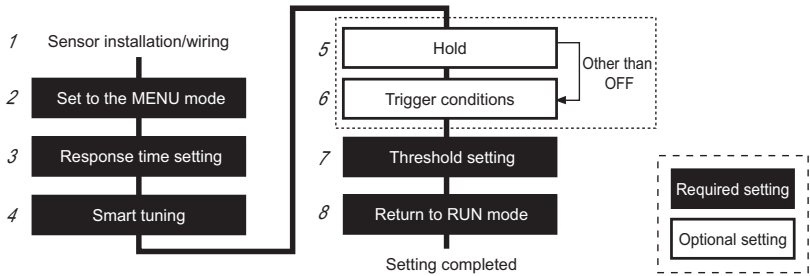 1 Sensor installation/wiring
2 Set to the MENU mode
3 Response time setting
4 Smart tuning
5 Hold
Other than
OFF
6 Trigger conditions
7 Threshold setting
8 Return to RUN mode
Setting completed
Required setting
Optional setting